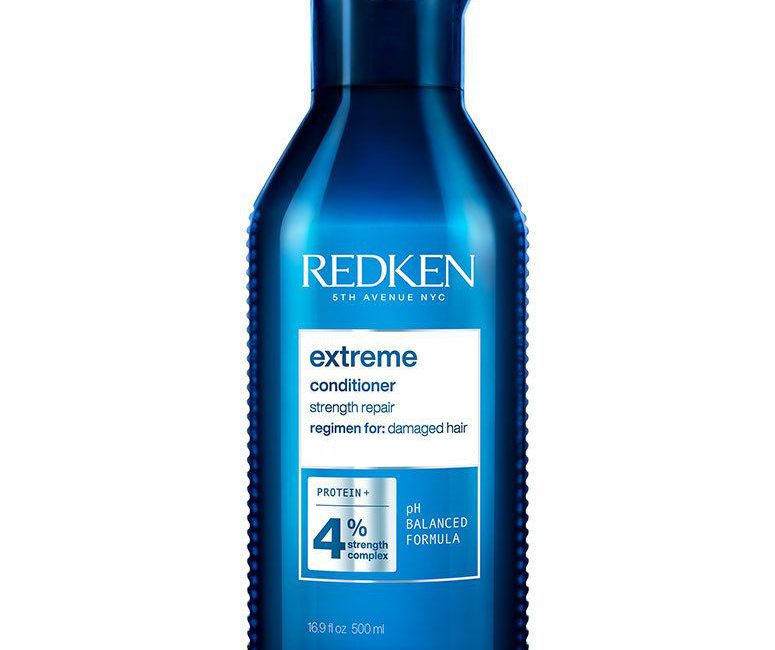 REDKEN
5TH AVENUE NYC
extreme
conditioner
strength repair
regimen for: damaged hair
PROTEIN +
4%
strength
complex
pH
BALANCED
FORMULA
16.9 fl oz 500 ml